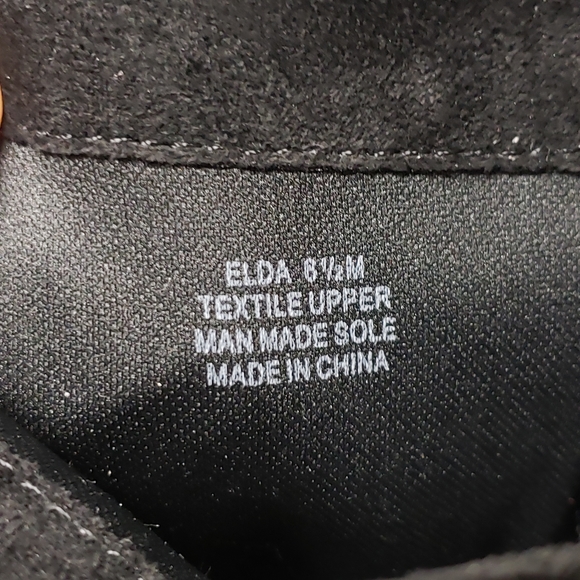 ELDA 6½M
TEXTILE UPPER
MAN MADE SOLE
MADE IN CHINA